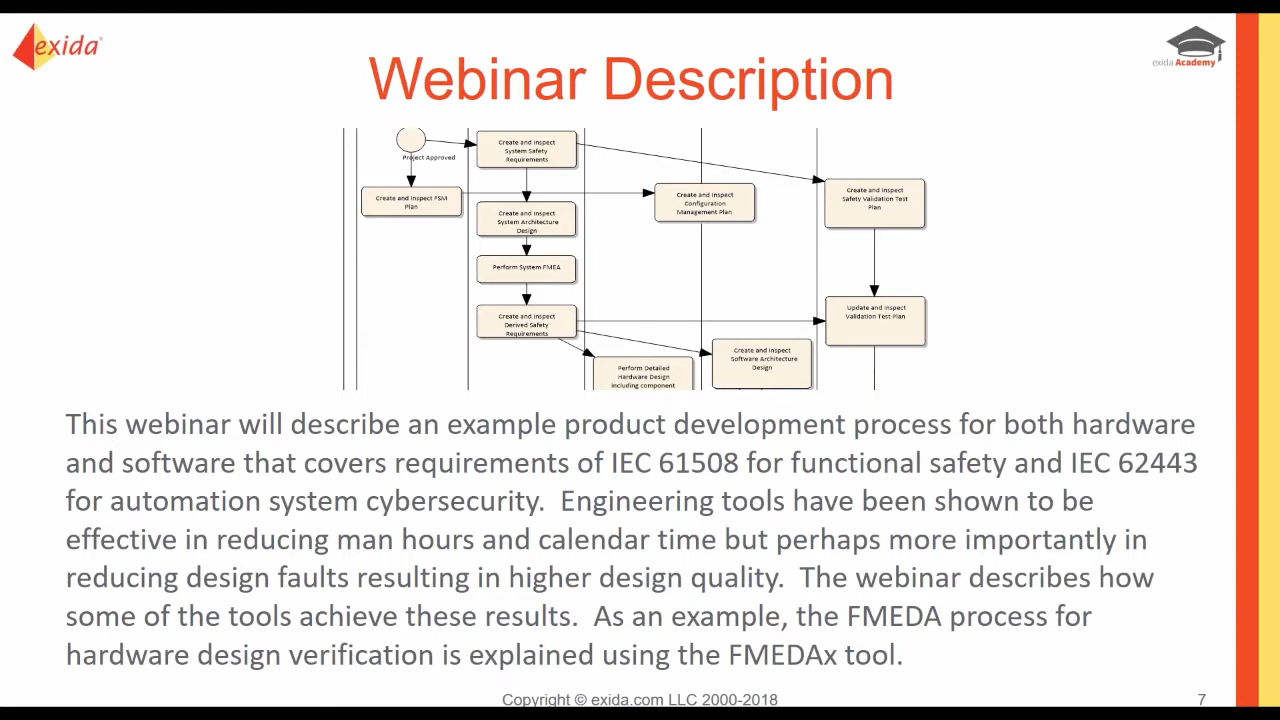 exida
exida Academy
Webinar Description
Project Approved
Create and Inspect
System Safety
Requirements
Create and Inspect FSM
Plan
Create and Inspect
Configuration
Management Plan
Create and Inspect
Safety Validation Test
Plan
Create and Inspect
System Architecture
Design
Perform System FMEA
Create and Inspect
Derived Safety
Requirements
Update and Inspect
Validation Test Plan
Create and Inspect
Software Architecture
Design
Perform Detailed
Hardware Design
including component
This webinar will describe an example product development process for both hardware
and software that covers requirements of IEC 61508 for functional safety and IEC 62443
for automation system cybersecurity. Engineering tools have been shown to be
effective in reducing man hours and calendar time but perhaps more importantly in
reducing design faults resulting in higher design quality. The webinar describes how
some of the tools achieve these results. As an example, the FMEDA process for
hardware design verification is explained using the FMEDAx tool.
Copyright © exida.com LLC 2000-2018
7